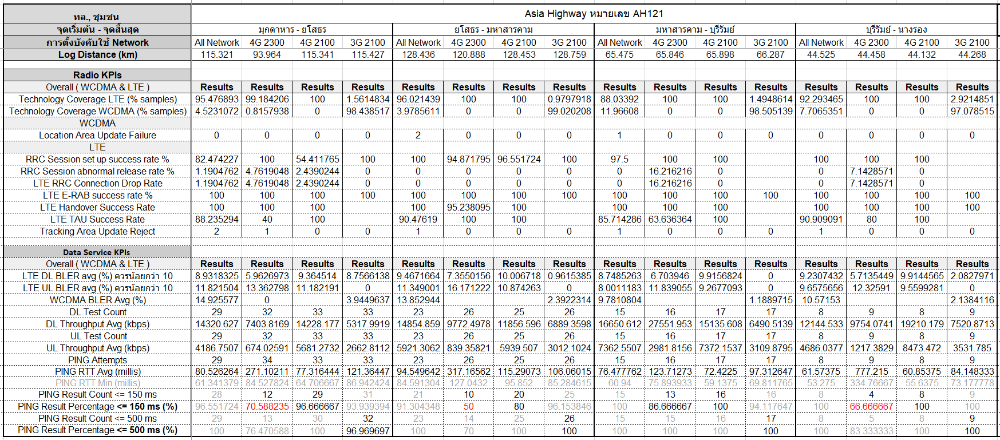 ทล., ชุมชน Asia Highway หมายเลข AH121
จุดเริ่มต้น - จุดสิ้นสุด มุกดาหาร - ยโสธร ยโสธร - มหาสารคาม มหาสารคาม - บุรีรัมย์ บุรีรัมย์ - นางรอง
การตั้งบังคับใช้ Network All Network 4G 2300 4G 2100 3G 2100 All Network 4G 2300 4G 2100 3G 2100 All Network 4G 2300 4G 2100 3G 2100 All Network 4G 2300 4G 2100 3G 2100
Log Distance (km) 115.321 93.964 115.341 115.427 128.436 120.888 128.453 128.759 65.475 65.846 65.898 66.287 44.525 44.458 44.132 44.268
Radio KPIs
Overall ( WCDMA & LTE ) Results Results Results Results Results Results Results Results Results Results Results Results Results Results Results Results
Technology Coverage LTE (% samples) 95.476893 99.184206 100 1.5614834 96.021439 100 100 0.9797918 88.03392 100 100 1.4948614 92.293465 100 100 2.9214851
Technology Coverage WCDMA (% samples) 4.5231072 0.8157938 0 98.438517 3.9785611 0 0 99.020208 11.96608 0 0 98.505139 7.7065351 0 0 97.078515
WCDMA
Location Area Update Failure 0 0 0 0 2 0 0 0 1 0 0 0 0 0 0 0
LTE
RRC Session set up success rate % 82.474227 100 54.411765 100 100 94.871795 96.551724 100 97.5 100 100 100 100 100
RRC Session abnormal release rate % 1.1904762 4.7619048 2.4390244 0 0 0 0 0 0 16.216216 0 0 7.1428571 0
LTE RRC Connection Drop Rate 1.1904762 4.7619048 2.4390244 0 0 0 0 0 0 16.216216 0 0 7.1428571 0
LTE E-RAB success rate % 100 100 100 100 100 100 100 100 100 100 100 100 100 100 100 100
LTE Handover Success Rate 100 100 100 100 95.238095 100 100 100 100 100 100 100 100
LTE TAU Success Rate 88.235294 40 100 90.47619 100 100 85.714286 63.636364 100 90.909091 80 100
Tracking Area Update Reject 2 1 0 0 1 0 0 0 1 0 0 0 1 0 0 0
Data Service KPIs
Overall ( WCDMA & LTE ) Results Results Results Results Results Results Results Results Results Results Results Results Results Results Results Results
LTE DL BLER avg (%) ควรน้อยกว่า 10 8.9318325 5.9626973 9.364514 8.7566138 9.4671664 7.3550156 10.006718 0.9615385 8.7485263 6.703946 9.9156824 0 9.2307432 5.7135449 9.9144565 2.0827971
LTE UL BLER avg (%) ควรน้อยกว่า 10 11.821504 13.362798 11.182191 0 11.349001 16.171222 10.874263 0 8.0011183 11.839055 9.2677093 0 9.6575656 12.32591 9.5599281 0
WCDMA BLER Avg (%) 14.925577 0 3.9449637 13.852944 2.3922314 9.7810804 1.1889715 10.57153 2.1384116
DL Test Count 29 32 33 33 23 26 25 26 15 16 17 17 8 9 8 9
DL Throughput Avg (kbps) 14320.627 7403.8169 14228.177 5317.9919 14854.859 9772.4978 11856.596 6889.3598 16650.612 27551.953 15135.608 6490.5139 12144.533 9754.0741 19210.179 7520.8713
UL Test Count 29 32 33 33 23 26 25 26 15 16 17 17 8 9 8 9
UL Throughput Avg (kbps) 4186.7507 674.02591 5681.2732 2662.8112 5921.3062 839.35821 5939.507 3012.1024 7362.5507 2981.8156 7372.1537 3109.8795 4686.0377 1217.3829 8473.472 3531.785
PING Attempts 29 34 33 33 23 26 25 26 15 16 17 17 8 9 8 9
PING RTT Avg (millis) 80.526264 271.10211 77.316444 121.36447 94.549642 317.16562 115.29073 106.06015 76.477762 123.71273 72.4225 97.312647 61.57375 777.215 60.85375 84.148333
PING RTT Min (millis) 61.341379 84.527824 64.706667 86.942424 84.591304 127.0432 95.852 85.284615 60.94 75.893933 59.1375 69.811765 53.275 334.76667 55.6375 73.177778
PING Result Count <= 150 ms 28 12 29 31 21 10 20 25 15 13 16 16 8 4 8 9
PING Result Percentage <= 150 ms (%) 96.551724 70.588235 96.666667 93.939394 91.304348 50 80 96.153846 100 86.666667 100 94.117647 100 66.666667 100 100
PING Result Count <= 500 ms 29 13 30 32 23 14 25 26 15 15 16 17 8 5 8 9
PING Result Percentage <= 500 ms (%) 100 76.470588 100 96.969697 100 70 100 100 100 100 100 100 100 83.333333 100 100